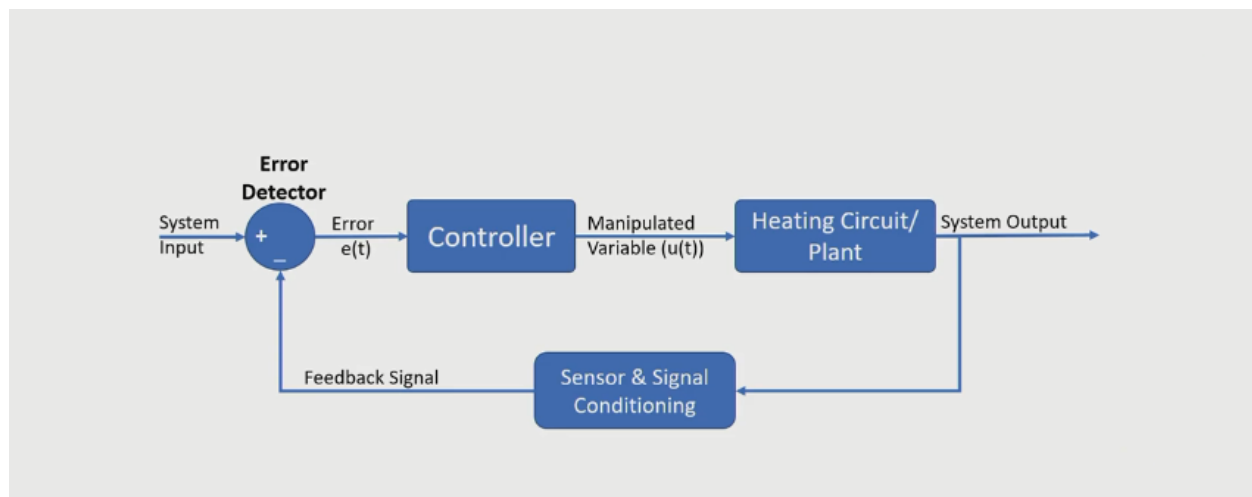 Error
Detector
System
Input
+
−
Error
e(t)
Controller
Manipulated
Variable (u(t))
Heating Circuit/
Plant
System Output
Feedback Signal
Sensor & Signal
Conditioning